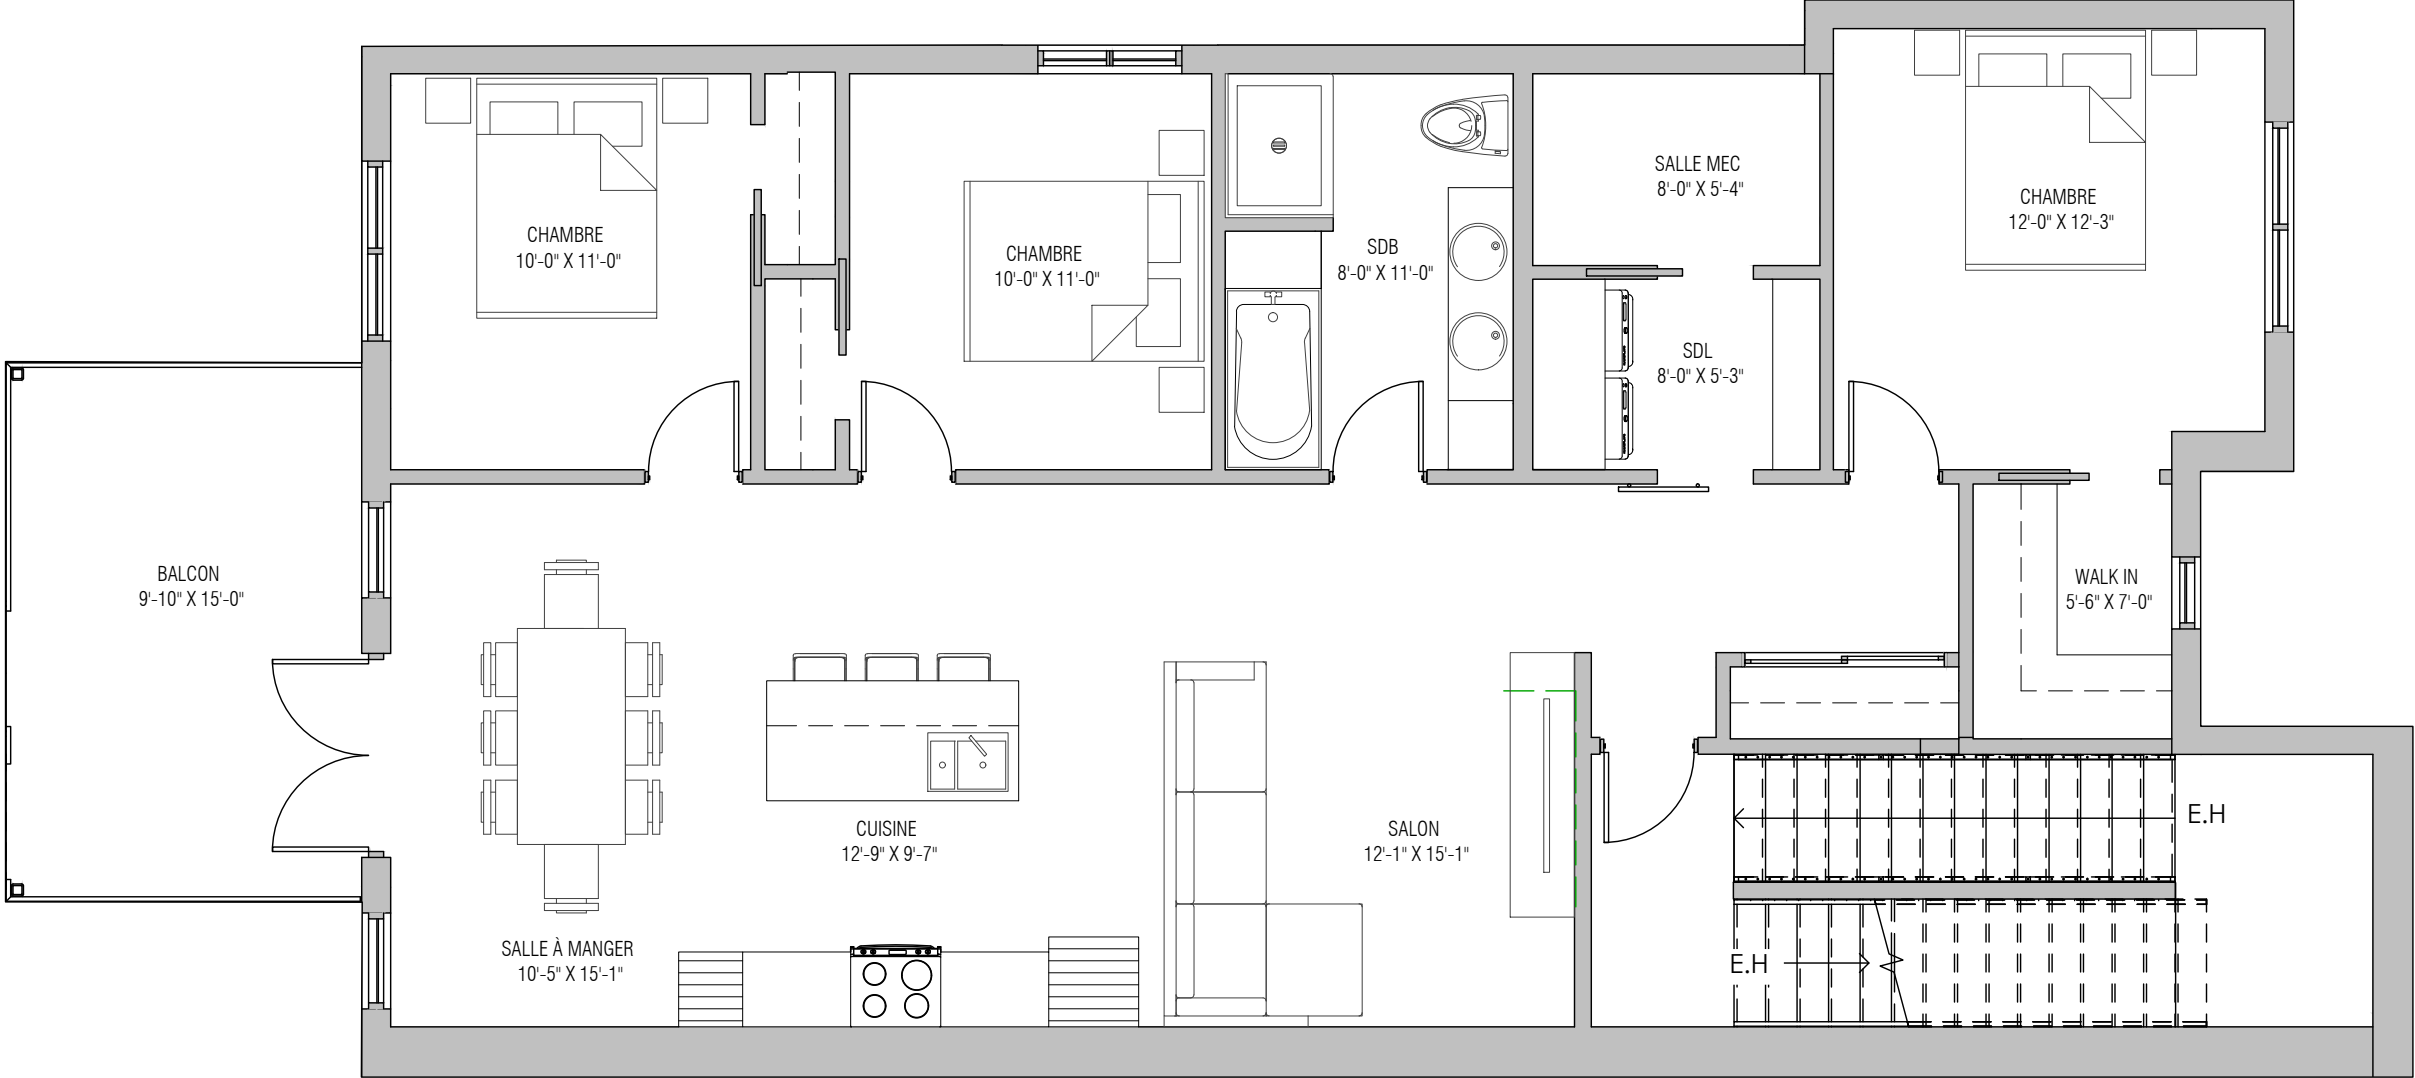 SALLE MEC
8'-0" X 5'-4"
CHAMBRE
12'-0" X 12'-3"
CHAMBRE
10'-0" X 11'-0"
CHAMBRE
10'-0" X 11'-0"
SDB
8'-0" X 11'-0"
SDL
8'-0" X 5'-3"
BALCON
9'-10" X 15'-0"
WALK IN
5'-6" X 7'-0"
CUISINE
12'-9" X 9'-7"
SALON
12'-1" X 15'-1"
E.H
SALLE À MANGER
10'-5" X 15'-1"
E.H